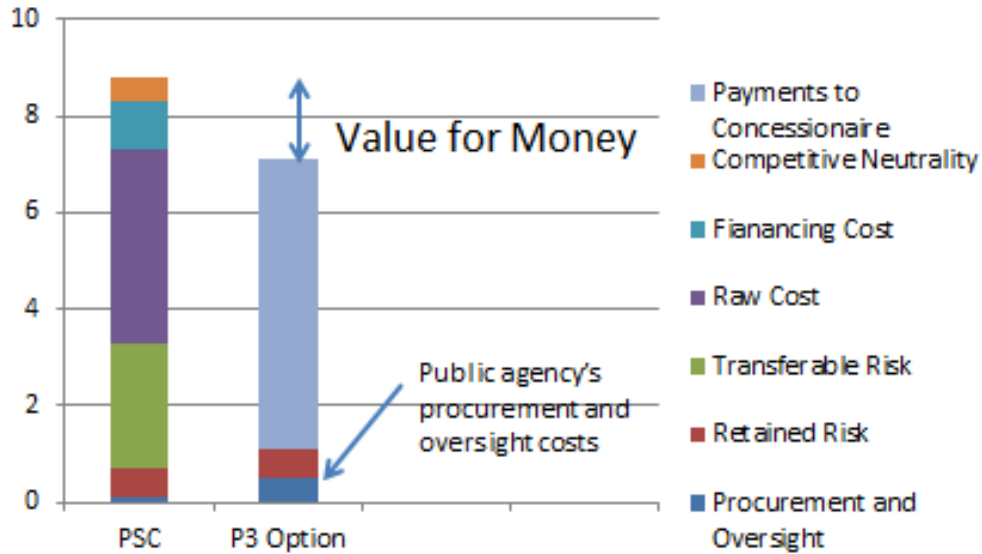 10
8
6
4
2
0
PSC
P3 Option
Value for Money
Public agency's
procurement and
oversight costs
Payments to
Concessionaire
Competitive Neutrality
Fianancing Cost
Raw Cost
Transferable Risk
Retained Risk
Procurement and
Oversight